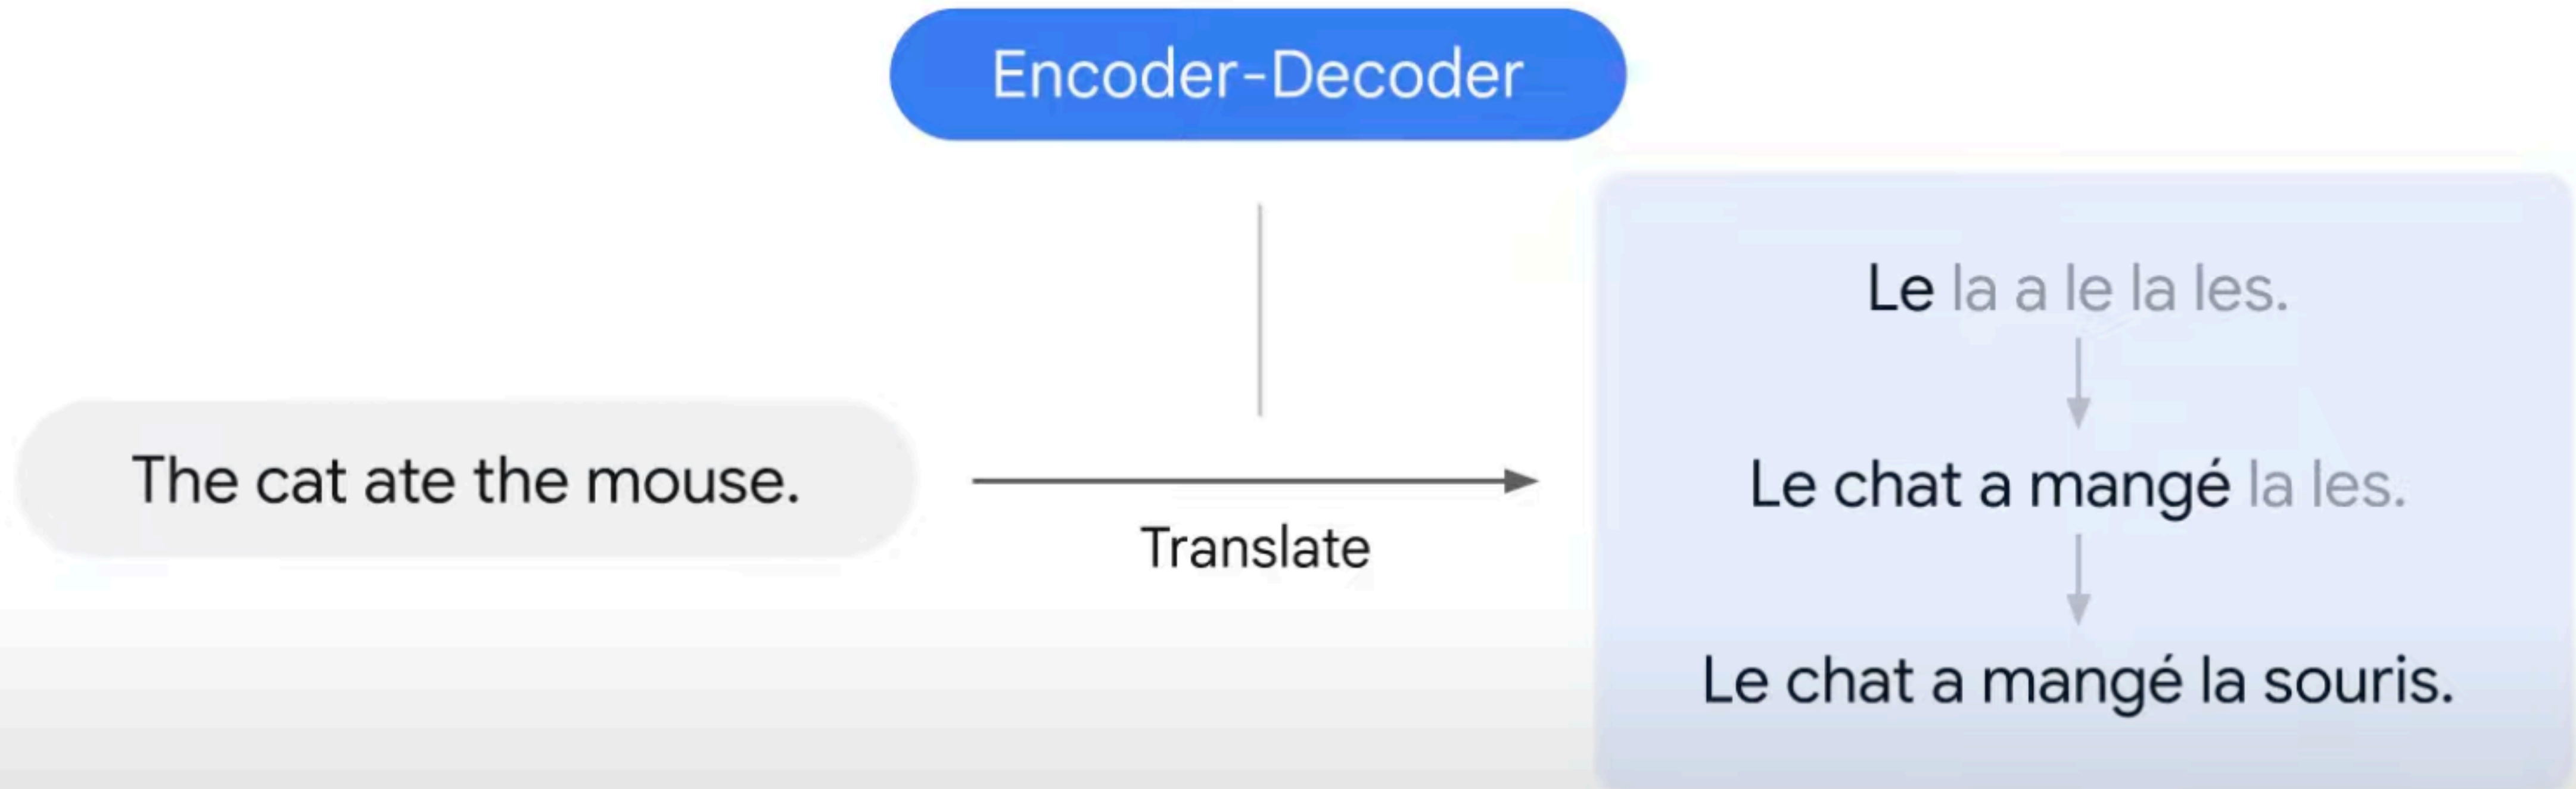 Encoder-Decoder
The cat ate the mouse.
Translate
Le la a le la les.
Le chat a mangé la les.
Le chat a mangé la souris.